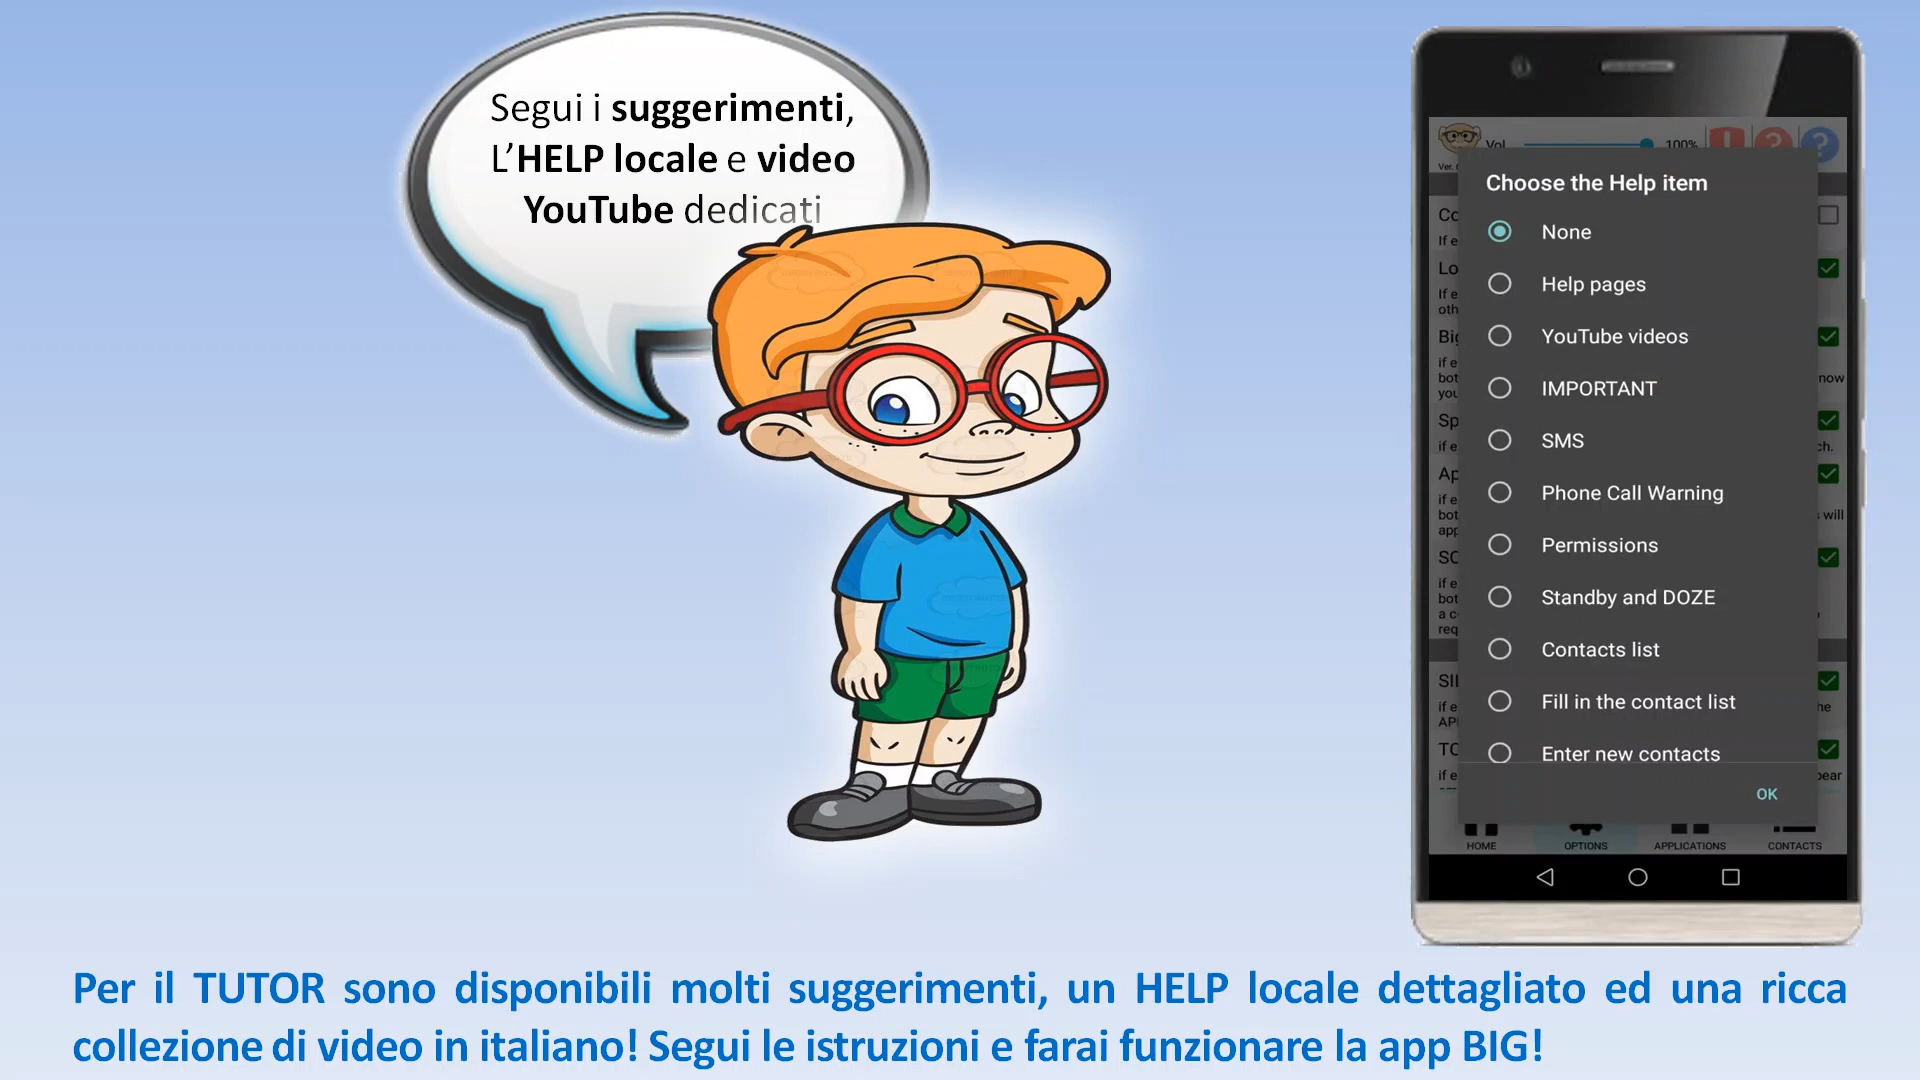 Segui i suggerimenti,
L’HELP locale e video
YouTube dedicati
Vol
100%
Ver.
Choose the Help item
None
Help pages
YouTube videos
IMPORTANT
SMS
Phone Call Warning
Permissions
Standby and DOZE
Contacts list
Fill in the contact list
Enter new contacts
OK
now
will
HOME
OPTIONS
APPLICATIONS
CONTACTS
Per il TUTOR sono disponibili molti suggerimenti, un HELP locale dettagliato ed una ricca
collezione di video in italiano! Segui le istruzioni e farai funzionare la app BIG!